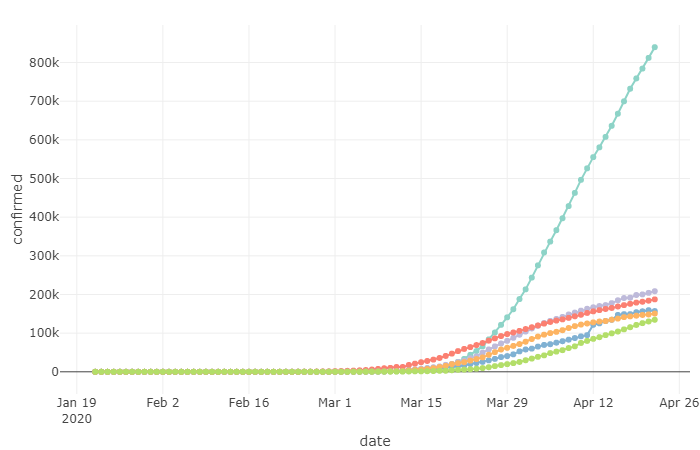 800k
700k
600k
500k
400k
300k
200k
100k
0
confirmed
Jan 19
2020
Feb 2
Feb 16
Mar 1
Mar 15
Mar 29
Apr 12
Apr 26
date